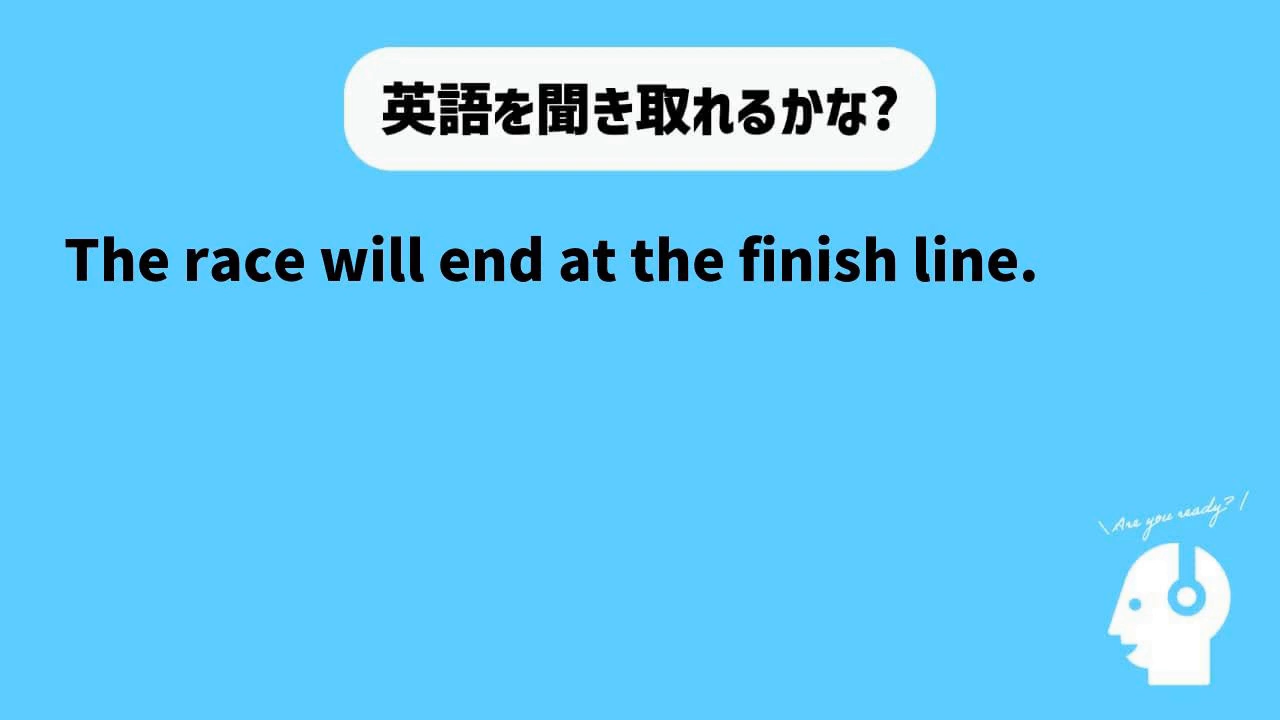 英語を聞き取れるかな?
The race will end at the finish line.
\ Are you ready? /